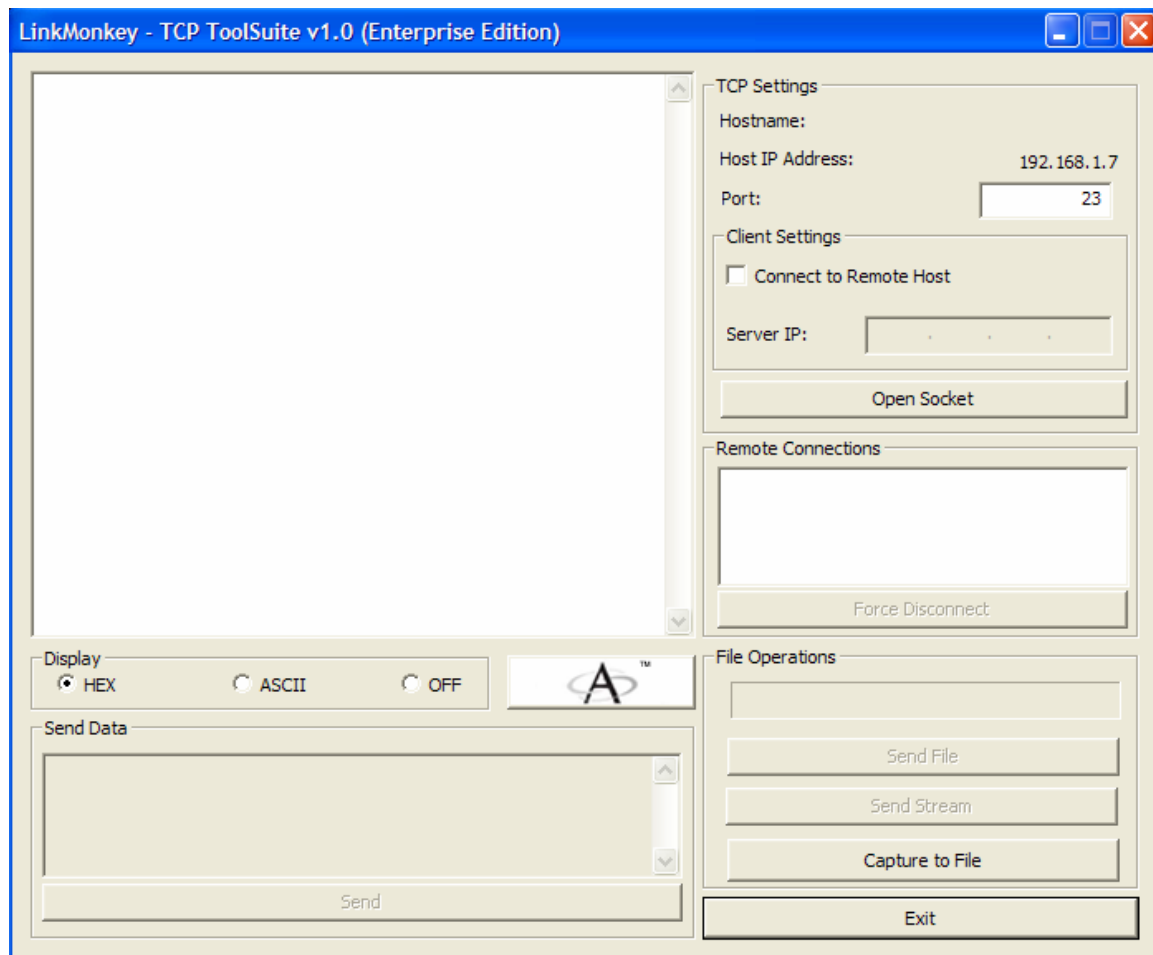 LinkMonkey - TCP ToolSuite v1.0 (Enterprise Edition)
TCP Settings
Hostname:
Host IP Address: 192.168.1.7
Port: 23
Client Settings
Connect to Remote Host
Server IP: . . .
Open Socket
Remote Connections
Force Disconnect
Display
HEX ASCII OFF
A™
Send Data
Send
File Operations
Send File
Send Stream
Capture to File
Exit